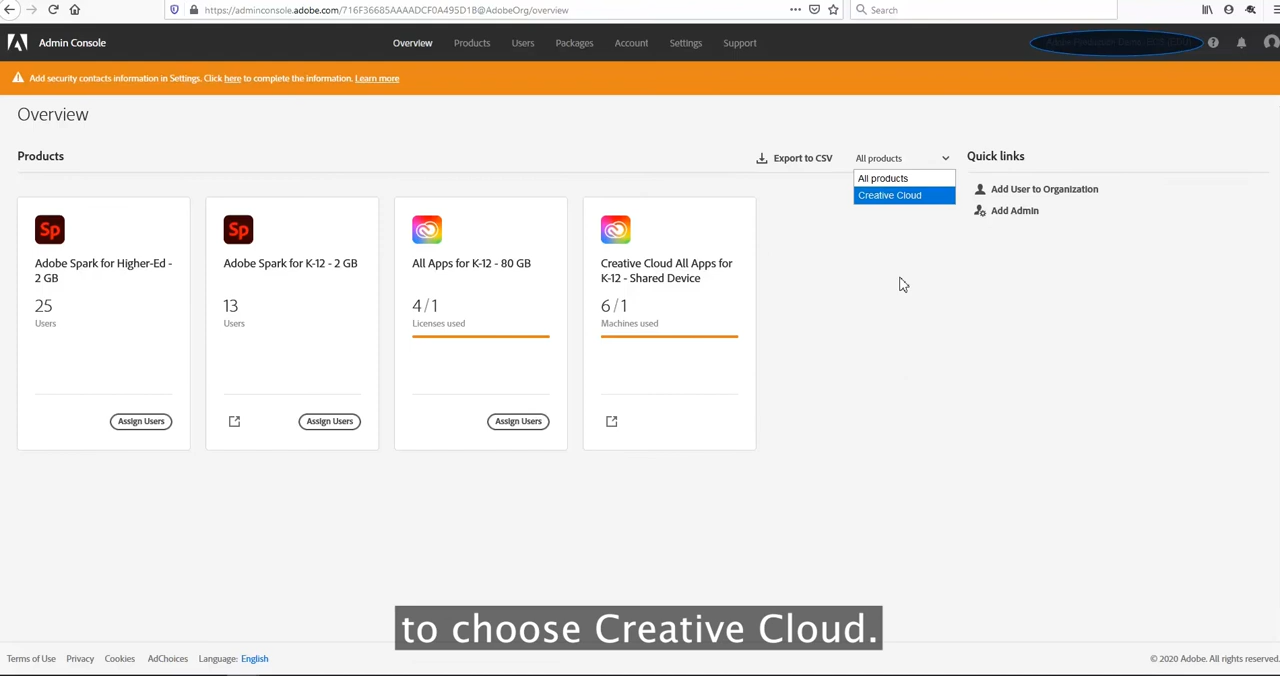 https://adminconsole.adobe.com/716F36685AAAADCF0A495D1B@AdobeOrg/overview
Search
Admin Console
Overview
Products
Users
Packages
Account
Settings
Support
Add security contacts information in Settings. Click here to complete the information. Learn more
Overview
Products
Export to CSV
All products
All products
Creative Cloud
Quick links
Add User to Organization
Add Admin
Adobe Spark for Higher-Ed -
2 GB
25
Users
Assign Users
Adobe Spark for K-12 - 2 GB
13
Users
Assign Users
All Apps for K-12 - 80 GB
4/1
Licenses used
Assign Users
Creative Cloud All Apps for
K-12 - Shared Device
6/1
Machines used
to choose Creative Cloud.
Terms of Use
Privacy
Cookies
AdChoices
Language: English
© 2020 Adobe. All rights reserved.